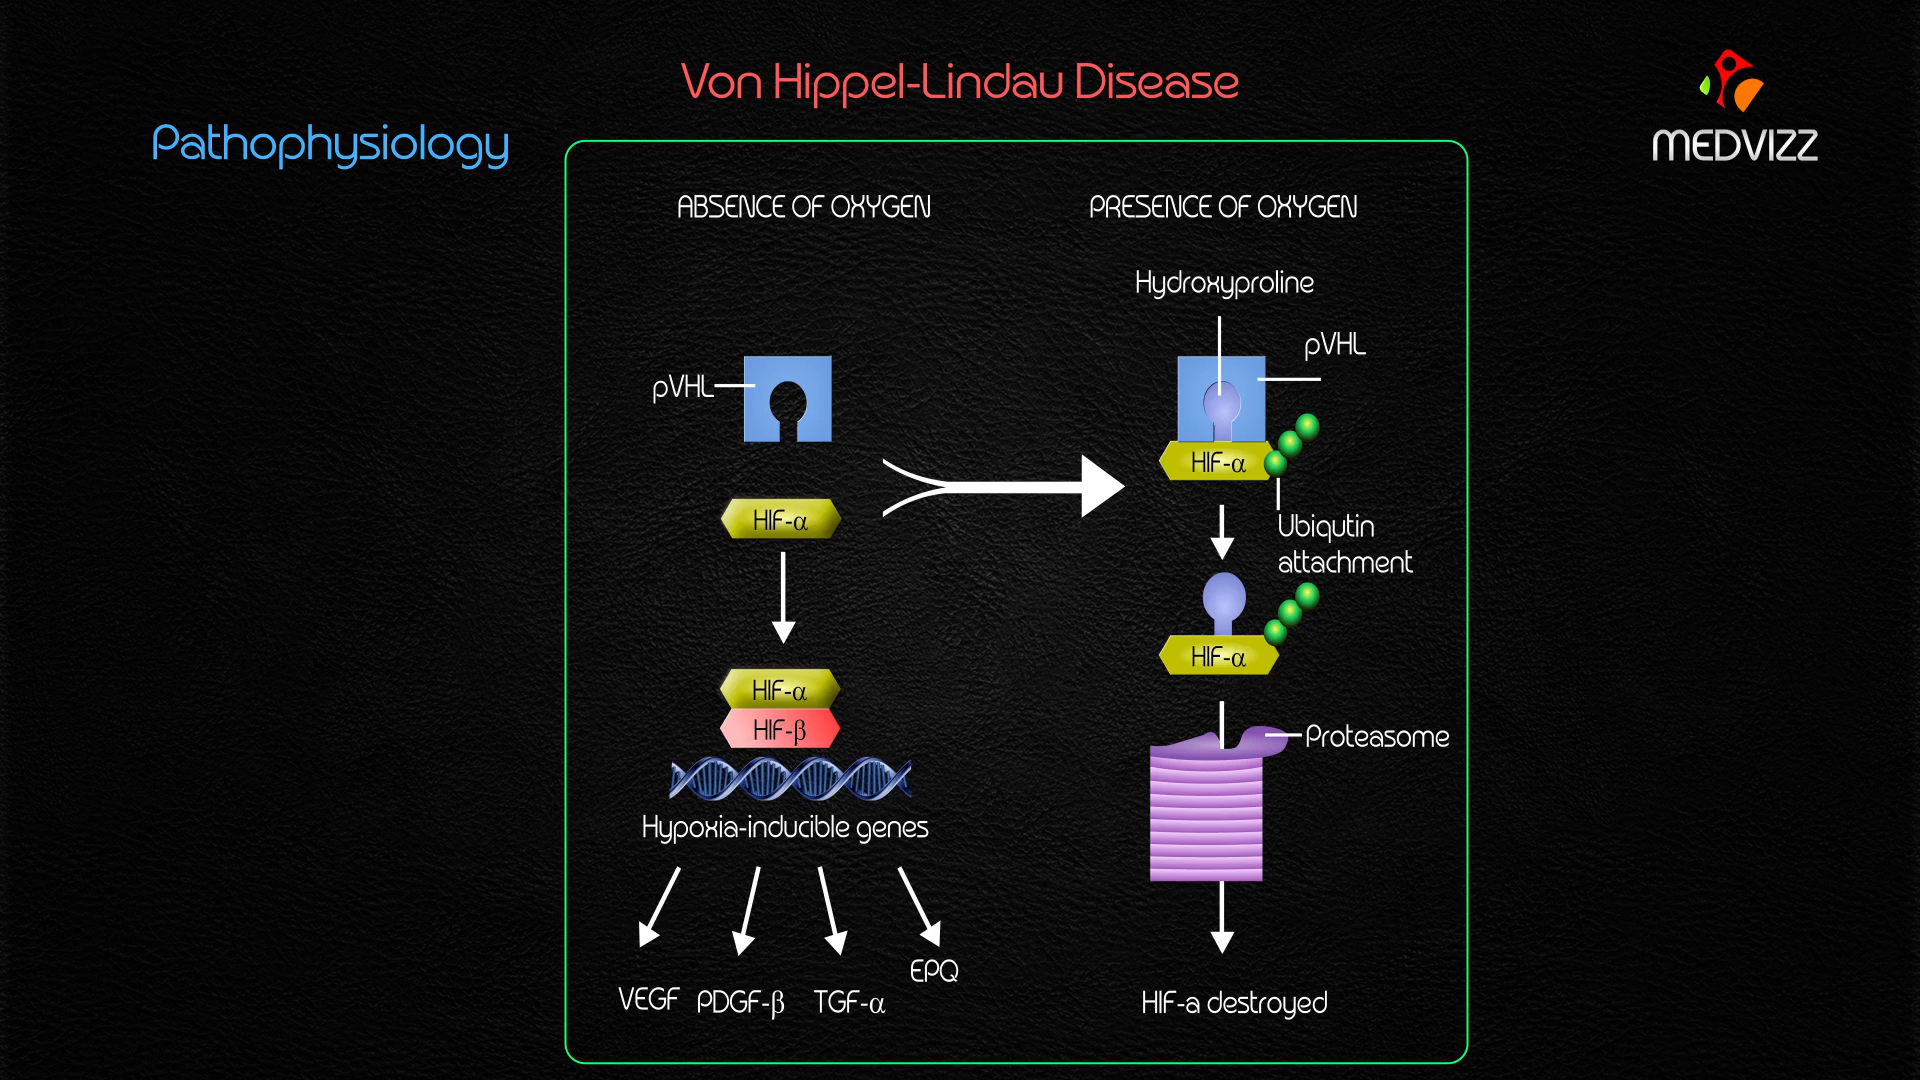 Von Hippel-Lindau Disease
MEDVIZZ
Pathophysiology
ABSENCE OF OXYGEN
pVHL
HIF-α
HIF-α
HIF-β
Hypoxia-inducible genes
VEGF
PDGF-β
TGF-α
EPQ
PRESENCE OF OXYGEN
Hydroxyproline
pVHL
HIF-α
Ubiqutin
attachment
HIF-α
Proteasome
HIF-a destroyed